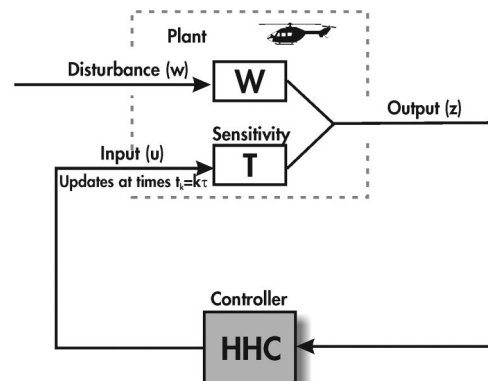 Plant
Disturbance (w)
W
Output (z)
Sensitivity
Input (u)
T
Updates at times tₖ=kτ
Controller
HHC